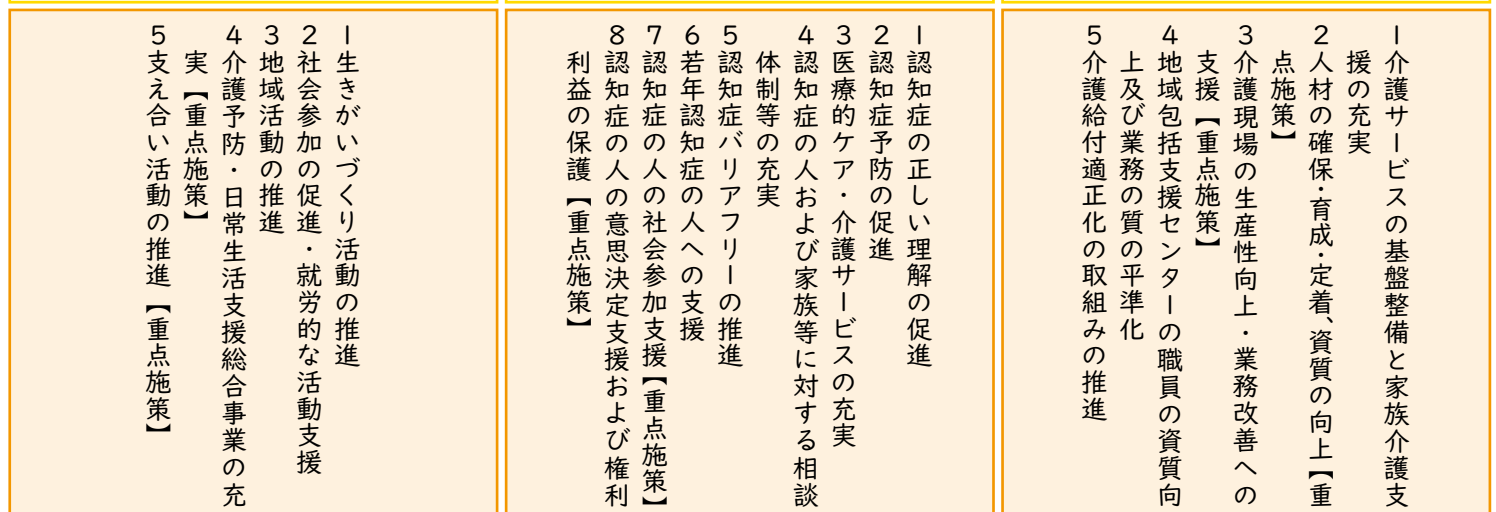 1介護サービスの基盤整備と家族介護支
援の充実
2人材の確保・育成・定着、資質の向上【重
点施策】
3介護現場の生産性向上・業務改善への
支援【重点施策】
4地域包括支援センターの職員の資質向
上及び業務の質の平準化
5介護給付適正化の取組みの推進
1認知症の正しい理解の促進
2認知症予防の促進
3医療的ケア・介護サービスの充実
4認知症の人および家族等に対する相談
体制等の充実
5認知症バリアフリーの推進
6若年認知症の人への支援
7認知症の人の社会参加支援【重点施策】
8認知症の人の意思決定支援および権利
利益の保護【重点施策】
1生きがいづくり活動の推進
2社会参加の促進・就労的な活動支援
3地域活動の推進
4介護予防・日常生活支援総合事業の充
実【重点施策】
5支え合い活動の推進【重点施策】